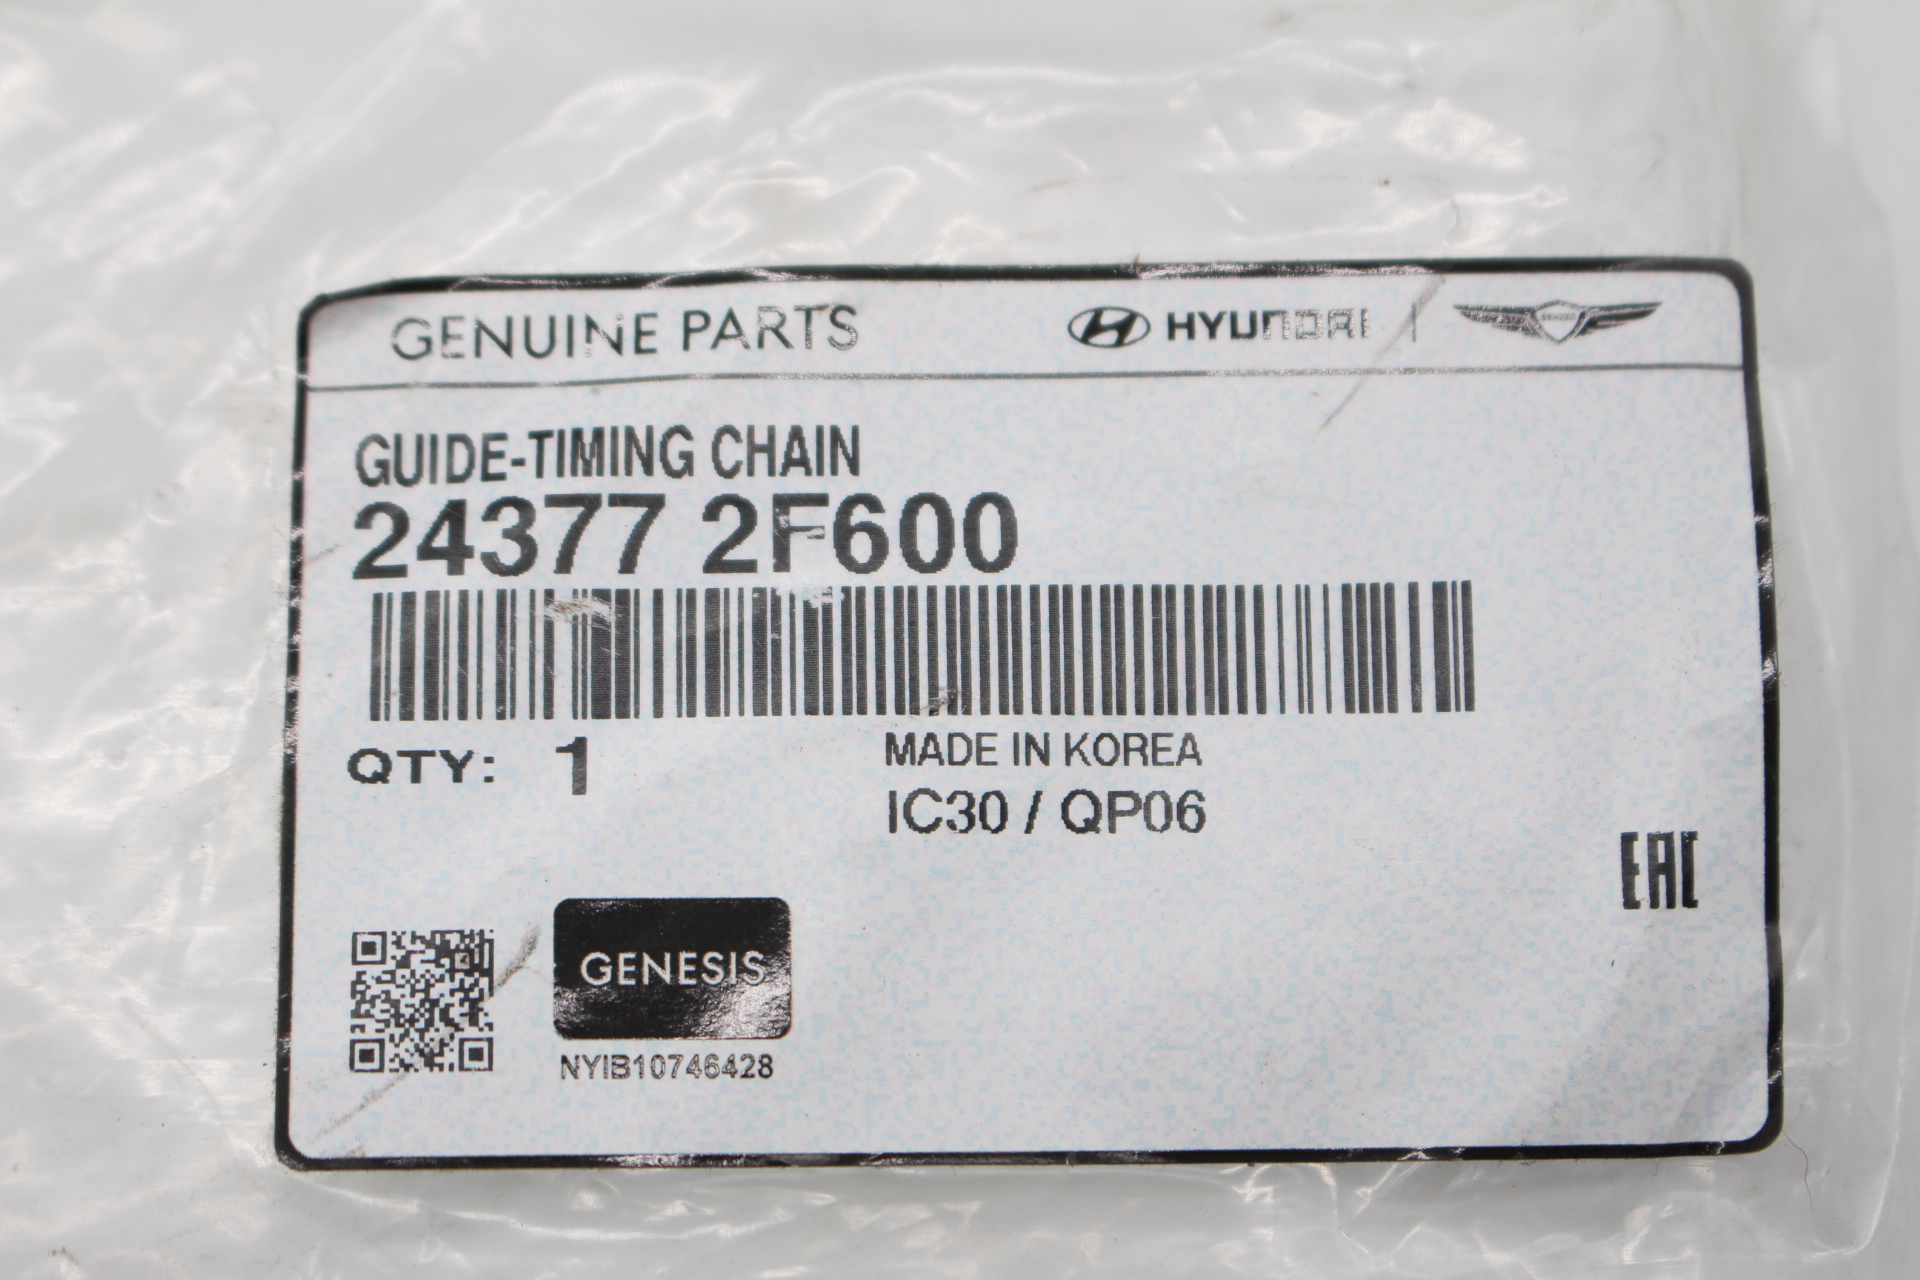 GENUINE PARTS HYUNDAI
GUIDE-TIMING CHAIN
24377 2F600
QTY: 1 MADE IN KOREA
IC30 / QP06
EAC
GENESIS
NYIB10746428